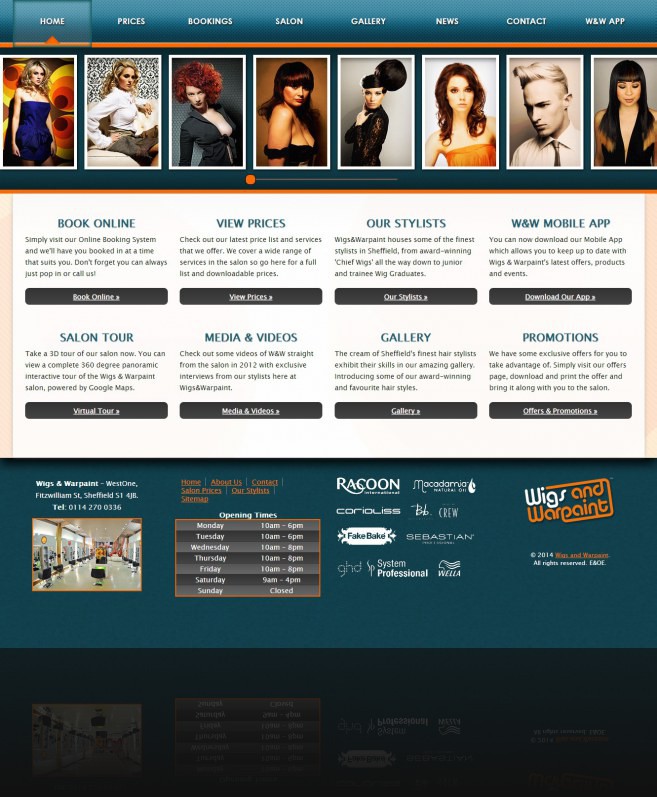 HOME PRICES BOOKINGS SALON GALLERY NEWS CONTACT W&W APP
BOOK ONLINE
Simply visit our Online Booking System
and we'll have you booked in at a time
that suits you. Don't forget you can always
just pop in or call us!
Book Online »
VIEW PRICES
Check out our latest price list and services
that we offer. We cover a wide range of
services in the salon so go here for a full
list and downloadable prices.
View Prices »
OUR STYLISTS
Wigs&Warpaint houses some of the finest
stylists in Sheffield, from award-winning
'Chief Wigs' all the way down to junior
and trainee Wig Graduates.
Our Stylists »
W&W MOBILE APP
You can now download our Mobile App
which allows you to keep up to date with
Wigs & Warpaint's latest offers, products
and events.
Download Our App »
SALON TOUR
Take a 3D tour of our salon now. You can
view a complete 360 degree panoramic
interactive tour of the Wigs & Warpaint
salon, powered by Google Maps.
Virtual Tour »
MEDIA & VIDEOS
Check out some videos of W&W straight
from the salon in 2012 with exclusive
interviews from our stylists here at
Wigs&Warpaint.
Media & Videos »
GALLERY
The cream of Sheffield's finest hair stylists
exhibit their skills in our amazing gallery.
Introducing some of our award-winning
and favourite hair styles.
Gallery »
PROMOTIONS
We have some exclusive offers for you to
take advantage of. Simply visit our offers
page, download and print the offer and
bring it along with you to the salon.
Offers & Promotions »
Wigs & Warpaint - WestOne,
Fitzwilliam St, Sheffield S1 4JB.
Tel: 0114 270 0336
Home | About Us | Contact |
Salon Prices | Our Stylists |
Sitemap
Opening Times
Monday 10am - 6pm
Tuesday 10am - 6pm
Wednesday 10am - 8pm
Thursday 10am - 8pm
Friday 10am - 8pm
Saturday 9am - 4pm
Sunday Closed
RACOON
International
macadamia
NATURAL OIL
corioliss
Bb.
CREW
Fake Bake
SEBASTIAN
ghd
Sp System
Professional
WELLA
Wigs and
Warpaint
© 2014 Wigs and Warpaint.
All rights reserved. E&OE.